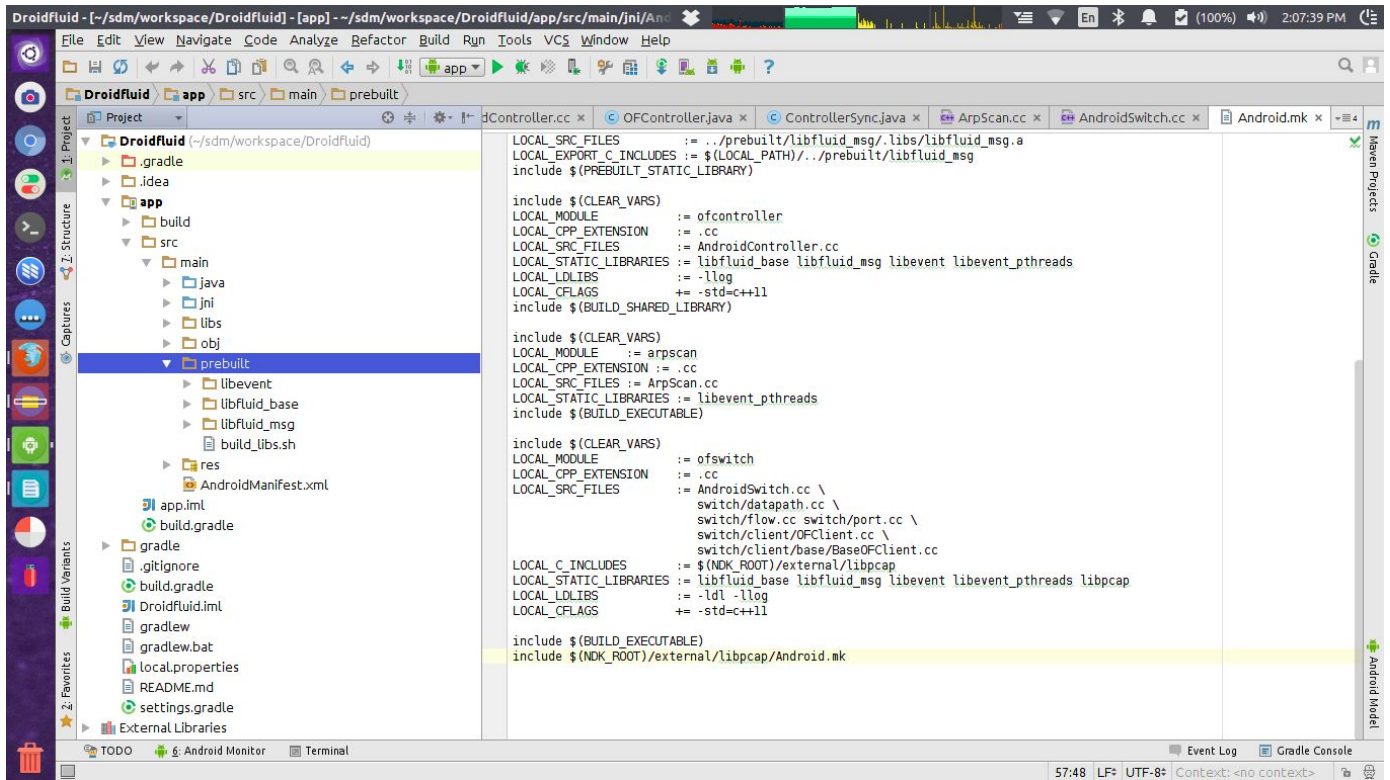 Droidfluid - [~/sdm/workspace/Droidfluid] - [app] - ~/sdm/workspace/Droidfluid/app/src/main/jni/And
En (100%) 2:07:39 PM
File Edit View Navigate Code Analyze Refactor Build Run Tools VCS Window Help
app
Droidfluid app src main prebuilt
Project
dController.cc OFController.java ControllerSync.java ArpScan.cc AndroidSwitch.cc Android.mk
1: Project
Z: Structure
Captures
Build Variants
2: Favorites
Droidfluid (~/sdm/workspace/Droidfluid)
.gradle
.idea
app
build
src
main
java
jni
libs
obj
prebuilt
libevent
libfluid_base
libfluid_msg
build_libs.sh
res
AndroidManifest.xml
app.iml
build.gradle
gradle
.gitignore
build.gradle
Droidfluid.iml
gradlew
gradlew.bat
local.properties
README.md
settings.gradle
External Libraries
LOCAL_SRC_FILES := ../prebuilt/libfluid_msg/.libs/libfluid_msg.a
LOCAL_EXPORT_C_INCLUDES := $(LOCAL_PATH)/../prebuilt/libfluid_msg
include $(PREBUILT_STATIC_LIBRARY)
include $(CLEAR_VARS)
LOCAL_MODULE := ofcontroller
LOCAL_CPP_EXTENSION := .cc
LOCAL_SRC_FILES := AndroidController.cc
LOCAL_STATIC_LIBRARIES := libfluid_base libfluid_msg libevent libevent_pthreads
LOCAL_LDLIBS := -llog
LOCAL_CFLAGS += -std=c++11
include $(BUILD_SHARED_LIBRARY)
include $(CLEAR_VARS)
LOCAL_MODULE := arpscan
LOCAL_CPP_EXTENSION := .cc
LOCAL_SRC_FILES := ArpScan.cc
LOCAL_STATIC_LIBRARIES := libevent_pthreads
include $(BUILD_EXECUTABLE)
include $(CLEAR_VARS)
LOCAL_MODULE := ofswitch
LOCAL_CPP_EXTENSION := .cc
LOCAL_SRC_FILES := AndroidSwitch.cc \
switch/datapath.cc \
switch/flow.cc switch/port.cc \
switch/client/OFClient.cc \
switch/client/base/BaseOFClient.cc
LOCAL_C_INCLUDES := $(NDK_ROOT)/external/libpcap
LOCAL_STATIC_LIBRARIES := libfluid_base libfluid_msg libevent libevent_pthreads libpcap
LOCAL_LDLIBS := -ldl -llog
LOCAL_CFLAGS += -std=c++11
include $(BUILD_EXECUTABLE)
include $(NDK_ROOT)/external/libpcap/Android.mk
m
Maven Projects
Gradle
Android Model
TODO 6: Android Monitor Terminal Event Log Gradle Console
57:48 LF UTF-8 Context: <no context>